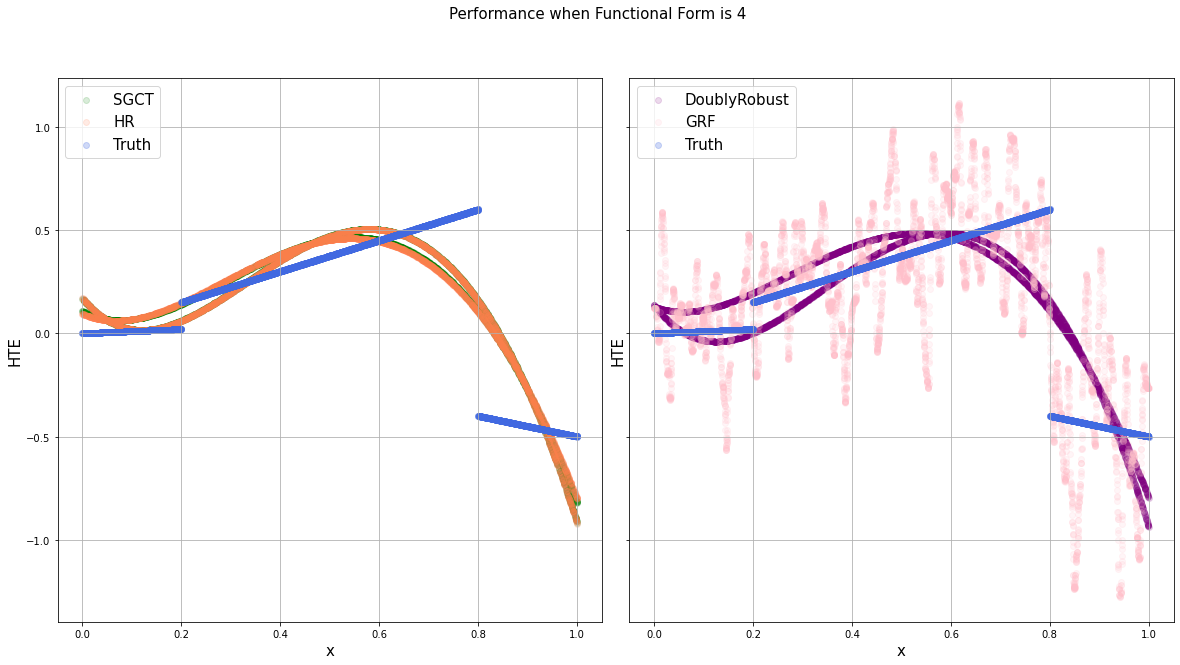 Performance when Functional Form is 4
SGCT
HR
Truth
1.0
0.5
0.0
−0.5
−1.0
HTE
0.0 0.2 0.4 0.6 0.8 1.0
x
DoublyRobust
GRF
Truth
HTE
0.0 0.2 0.4 0.6 0.8 1.0
x